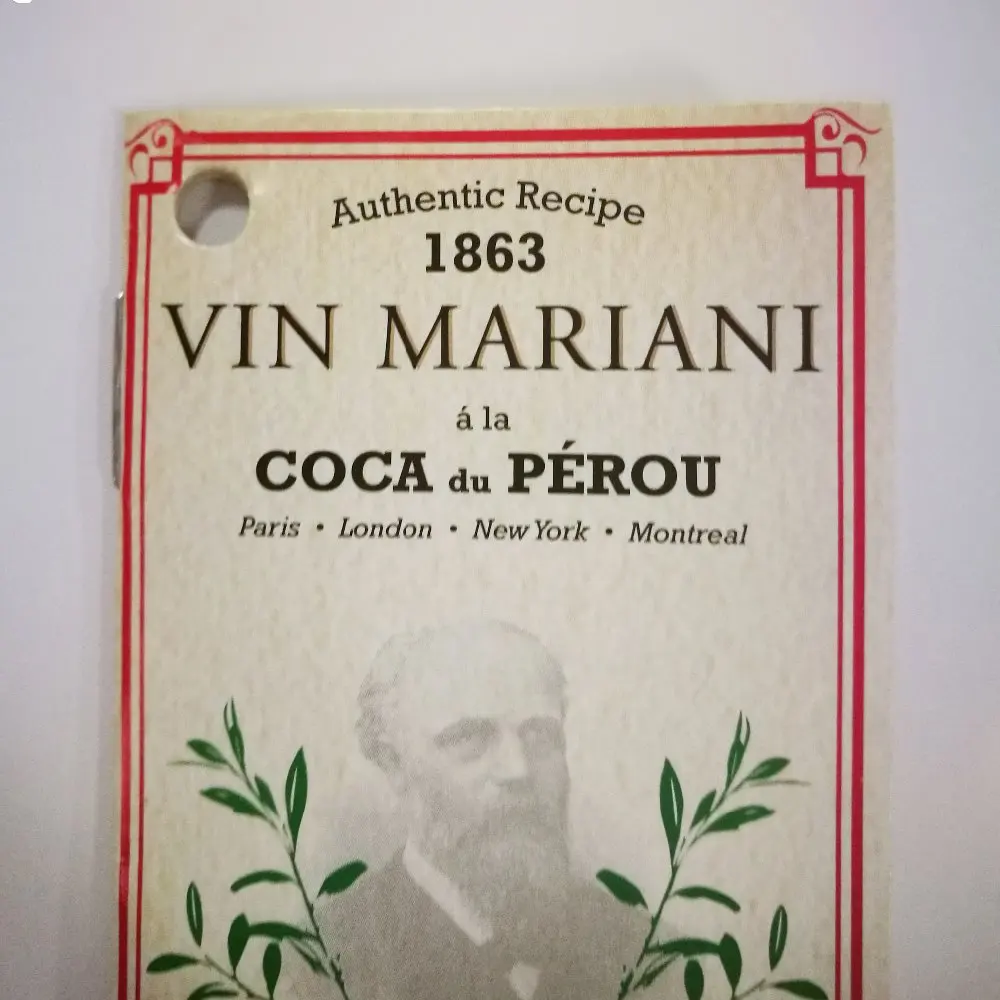 Authentic Recipe
1863
VIN MARIANI
á la
COCA du PÉROU
Paris • London • New York • Montreal